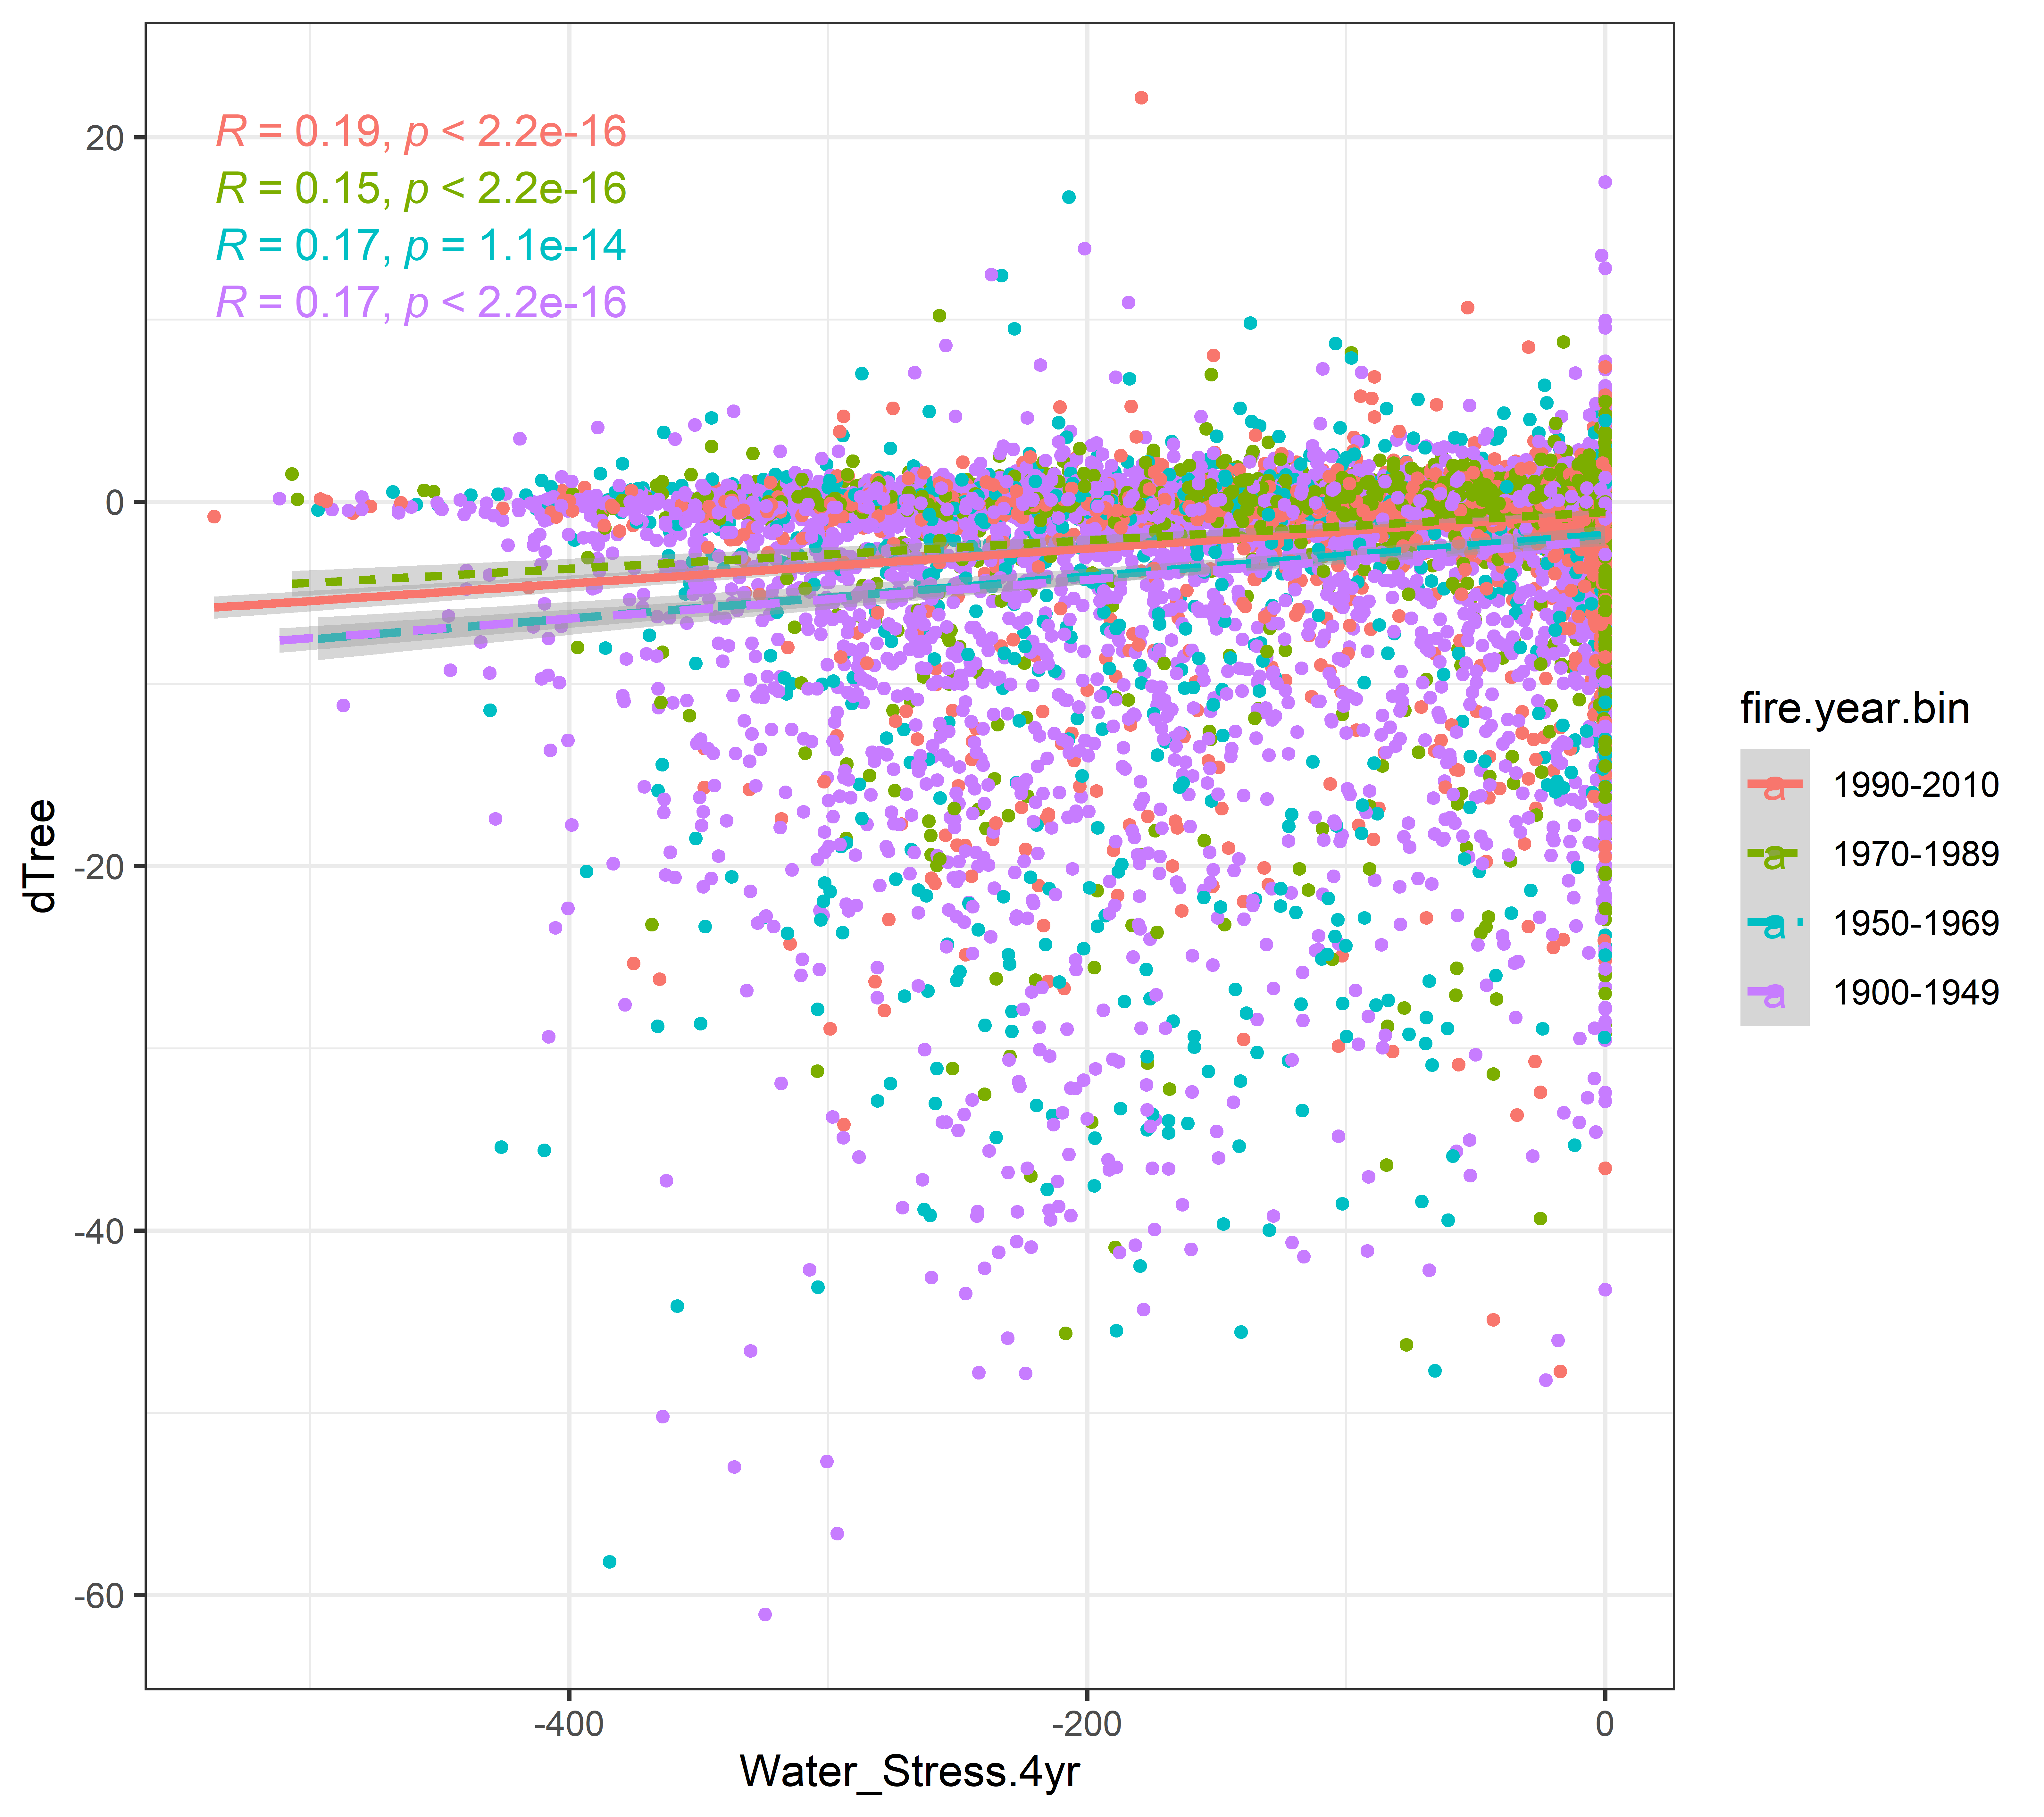 R = 0.19, p < 2.2e-16
R = 0.15, p < 2.2e-16
R = 0.17, p = 1.1e-14
R = 0.17, p < 2.2e-16
20
0
-20
-40
-60
dTree
-400
-200
0
Water_Stress.4yr
fire.year.bin
a 1990-2010
a 1970-1989
a 1950-1969
a 1900-1949